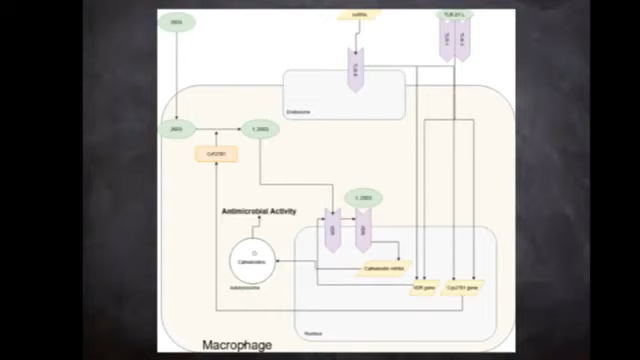 25D3
ssRNA
TLR-2/1 L
TLR-1
TLR-2
TLR-8
Endosome
25D3
1, 25D3
Cyp27B1
1, 25D3
Antimicrobial Activity
VDR
VDR
Cathelicidins
Cathelicidin mRNA
Autolysosome
VDR gene
Cyp27B1 gene
Nucleus
Macrophage